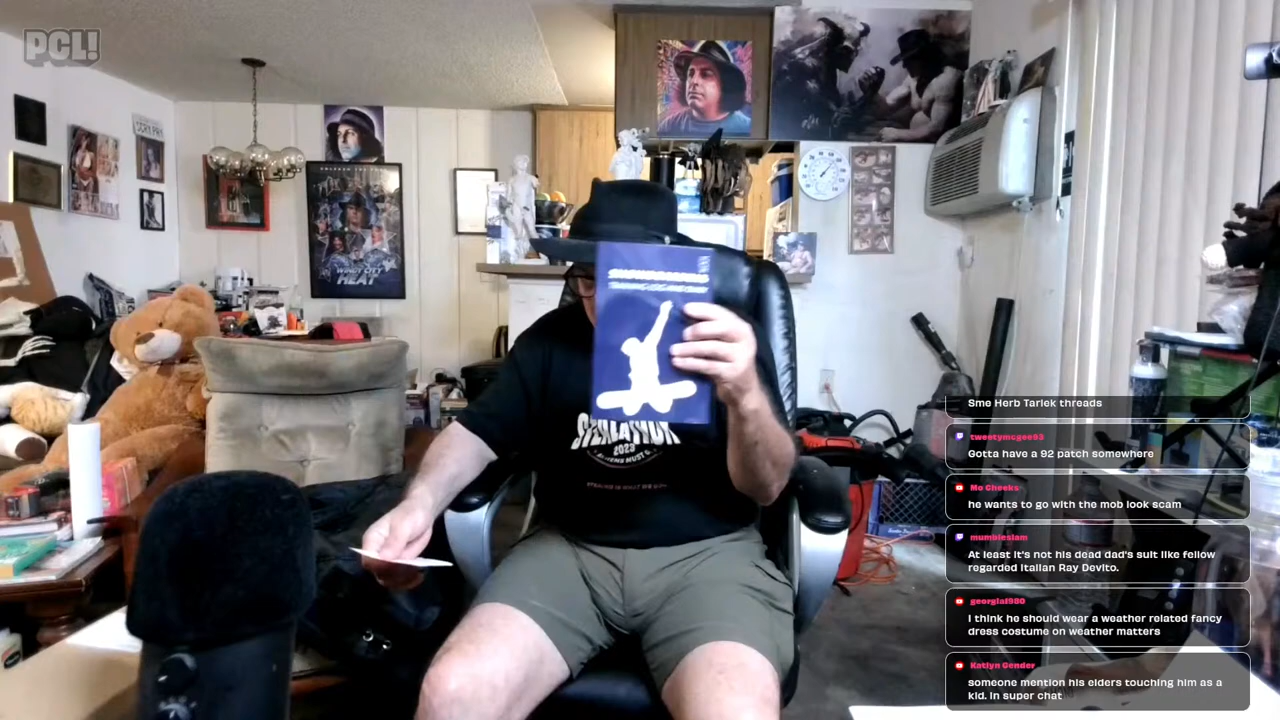 PCL!
WINDY CITY
HEAT
SNOWBOARDING
2023
Sme Herb Tarlek threads
tweetymcgee93
Gotta have a 92 patch somewhere
Mo Cheeks
he wants to go with the mob look scam
mumbleslam
At least it's not his dead dad's suit like fellow
regarded Italian Ray Devito.
georgia1980
I think he should wear a weather related fancy
dress costume on weather matters
Katlyn Gender
someone mention his elders touching him as a
kid. In super chat